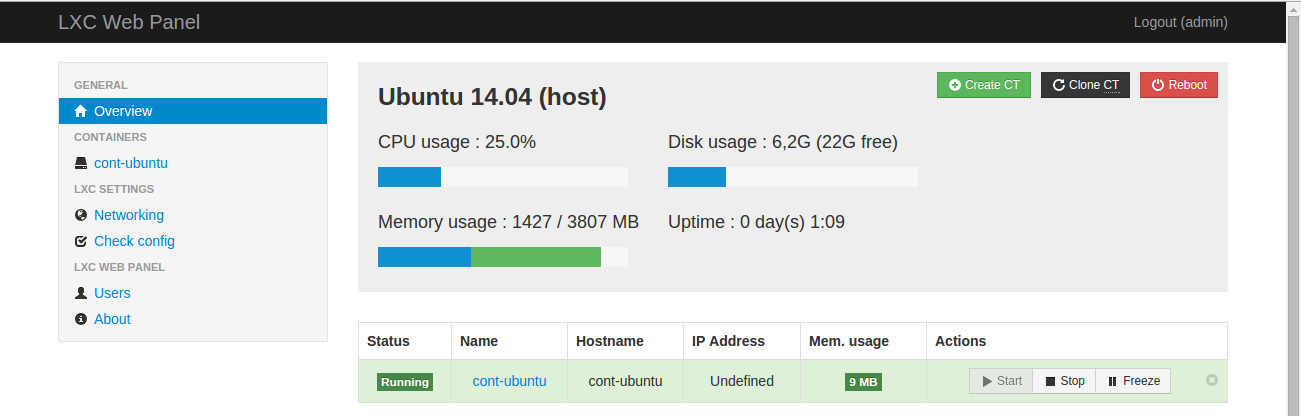 LXC Web Panel Logout (admin)
GENERAL
Overview
CONTAINERS
cont-ubuntu
LXC SETTINGS
Networking
Check config
LXC WEB PANEL
Users
About
Ubuntu 14.04 (host)
Create CT Clone CT Reboot
CPU usage : 25.0% Disk usage : 6,2G (22G free)
Memory usage : 1427 / 3807 MB Uptime : 0 day(s) 1:09
Status Name Hostname IP Address Mem. usage Actions
Running cont-ubuntu cont-ubuntu Undefined 9 MB Start Stop Freeze